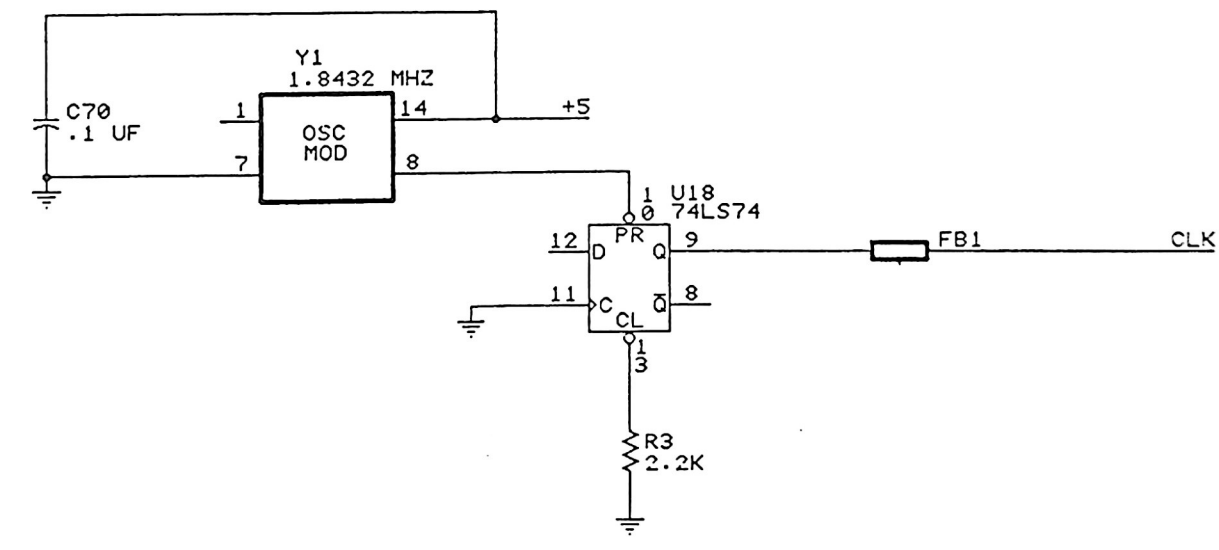 Y1
1.8432 MHZ
C70
.1 UF
1
14
+5
OSC
MOD
7
8
1
0
U18
74LS74
12
D
PR
Q
9
FB1
CLK
11
C
Q̅
8
CL
1
3
R3
2.2K